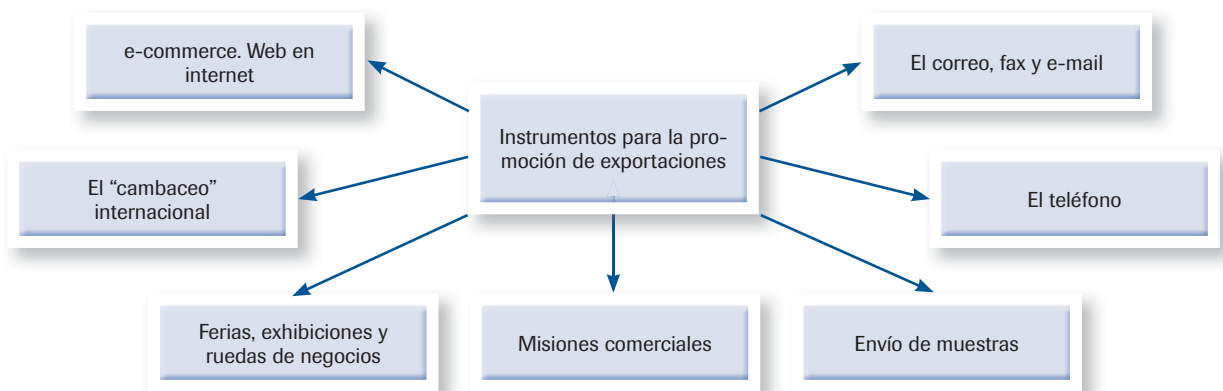 e-commerce. Web en
internet
El correo, fax y e-mail
Instrumentos para la pro-
moción de exportaciones
El “cambaceo”
internacional
El teléfono
Ferias, exhibiciones y
ruedas de negocios
Misiones comerciales
Envío de muestras